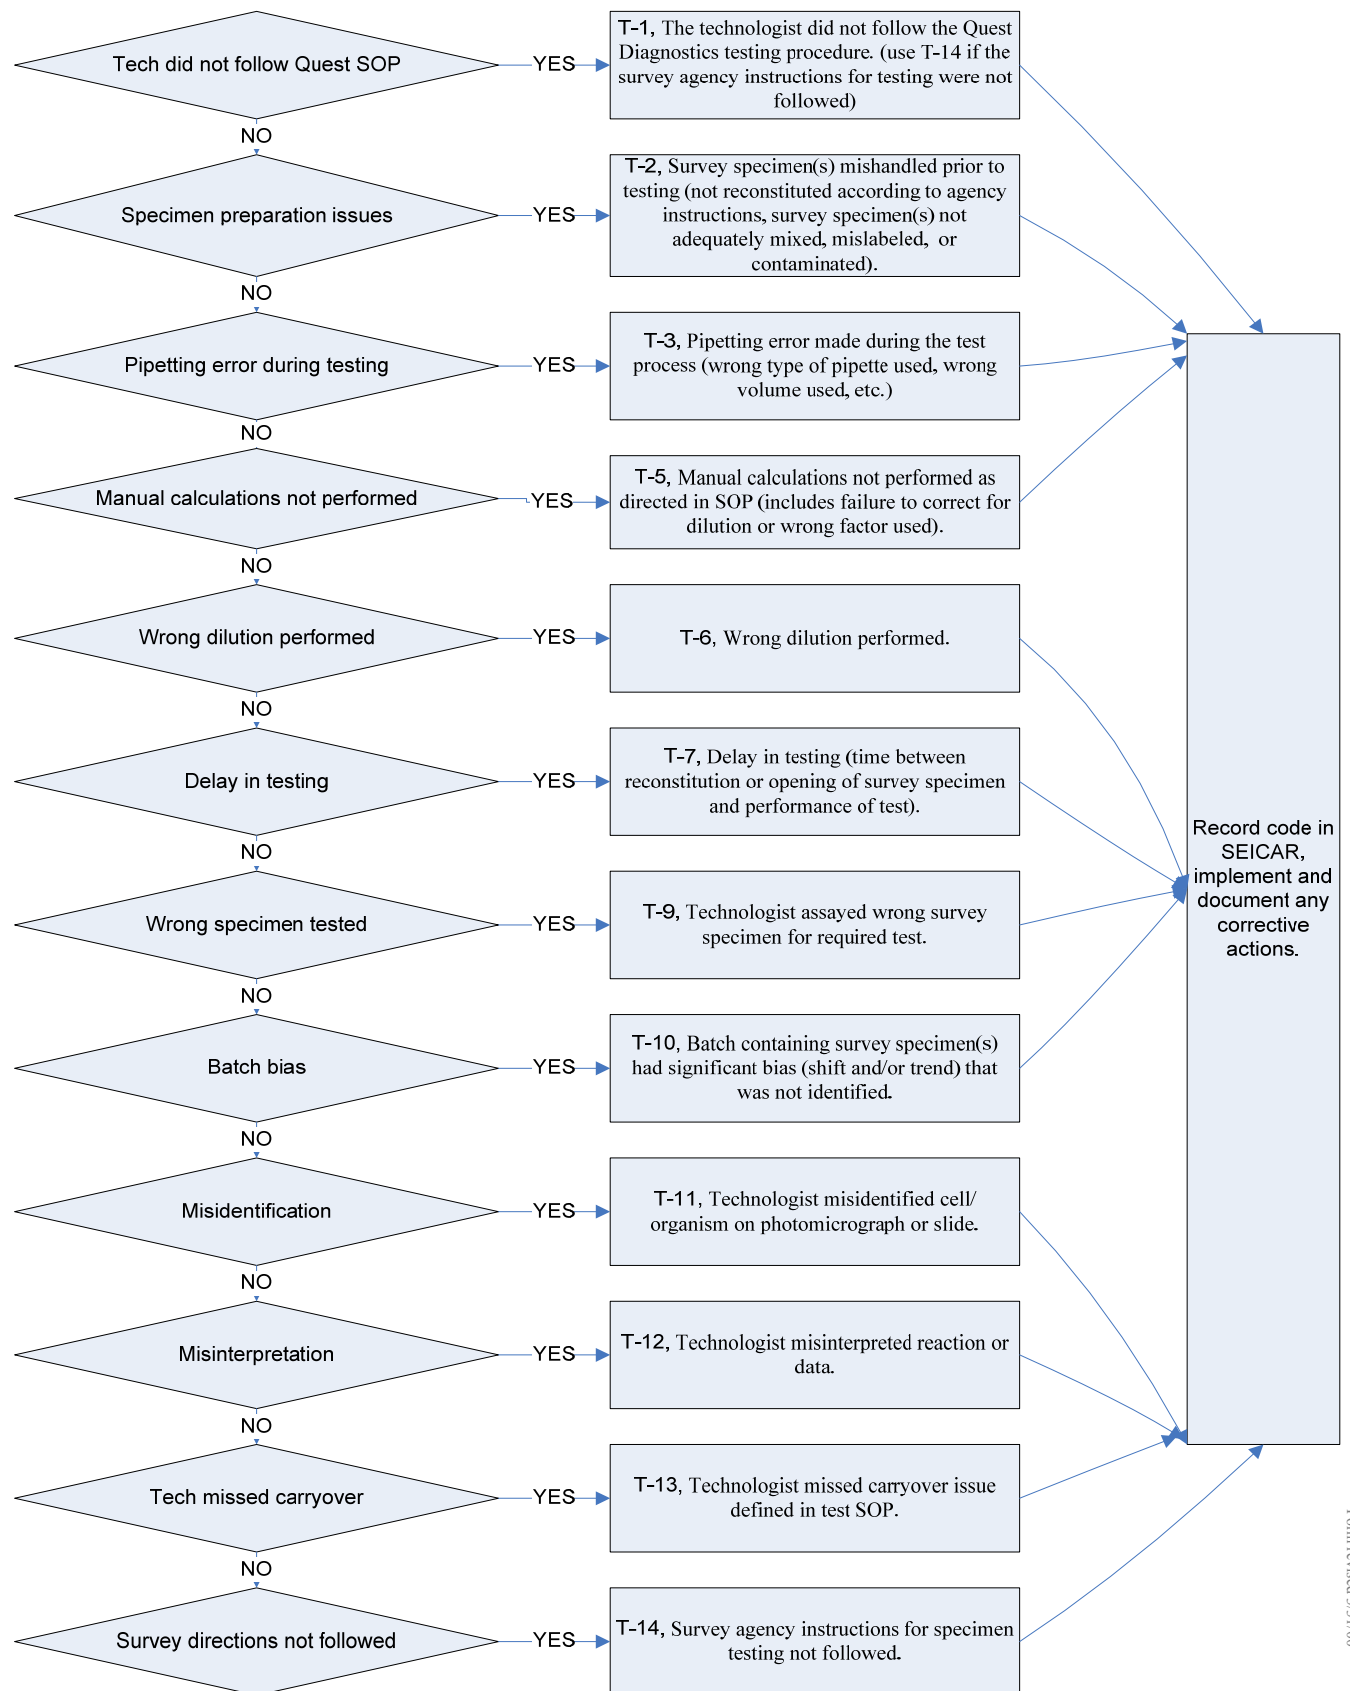 Tech did not follow Quest SOP
YES
T-1, The technologist did not follow the Quest
Diagnostics testing procedure. (use T-14 if the
survey agency instructions for testing were not
followed)
NO
Specimen preparation issues
YES
T-2, Survey specimen(s) mishandled prior to
testing (not reconstituted according to agency
instructions, survey specimen(s) not
adequately mixed, mislabeled, or
contaminated).
NO
Pipetting error during testing
YES
T-3, Pipetting error made during the test
process (wrong type of pipette used, wrong
volume used, etc.)
NO
Manual calculations not performed
YES
T-5, Manual calculations not performed as
directed in SOP (includes failure to correct for
dilution or wrong factor used).
NO
Wrong dilution performed
YES
T-6, Wrong dilution performed.
NO
Delay in testing
YES
T-7, Delay in testing (time between
reconstitution or opening of survey specimen
and performance of test).
NO
Wrong specimen tested
YES
T-9, Technologist assayed wrong survey
specimen for required test.
NO
Batch bias
YES
T-10, Batch containing survey specimen(s)
had significant bias (shift and/or trend) that
was not identified.
NO
Misidentification
YES
T-11, Technologist misidentified cell/
organism on photomicrograph or slide.
NO
Misinterpretation
YES
T-12, Technologist misinterpreted reaction or
data.
NO
Tech missed carryover
YES
T-13, Technologist missed carryover issue
defined in test SOP.
NO
Survey directions not followed
YES
T-14, Survey agency instructions for specimen
testing not followed.
Record code in
SEICAR,
implement and
document any
corrective
actions.